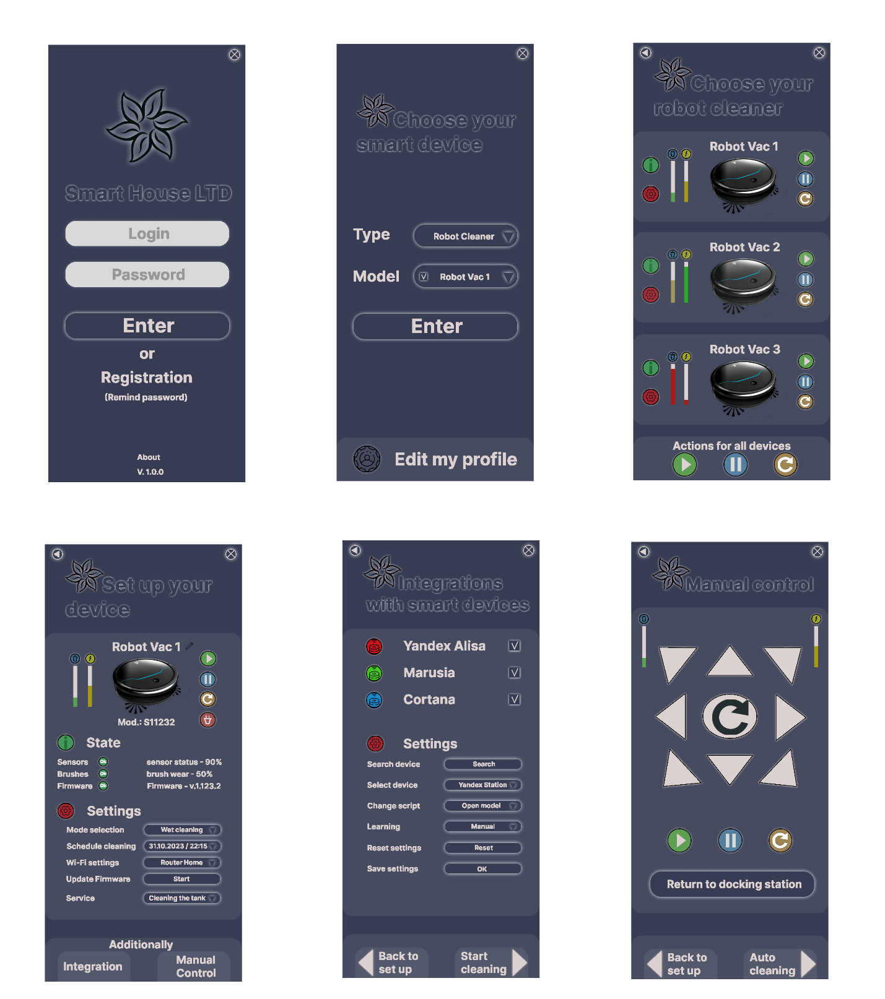 Smart House LTD
Login
Password
Enter
or
Registration
(Remind password)
About
V. 1.0.0
Choose your
smart device
Type
Robot Cleaner
Model
Robot Vac 1
Enter
Edit my profile
Choose your
robot cleaner
Robot Vac 1
Robot Vac 2
Robot Vac 3
Actions for all devices
Set up your
device
Robot Vac 1
Mod.: S11232
State
Sensors Ok sensor status - 90%
Brushes Ok brush wear - 50%
Firmware Ok Firmware - v.1.123.2
Settings
Mode selection Wet cleaning
Schedule cleaning 31.10.2023 / 22:15
Wi-Fi settings Router Home
Update Firmware Start
Service Cleaning the tank
Additionally
Integration
Manual
Control
Integrations
with smart devices
Yandex Alisa
Marusia
Cortana
Settings
Search device Search
Select device Yandex Station
Change script Open model
Learning Manual
Reset settings Reset
Save settings OK
Back to
set up
Start
cleaning
Manual control
Return to docking station
Back to
set up
Auto
cleaning